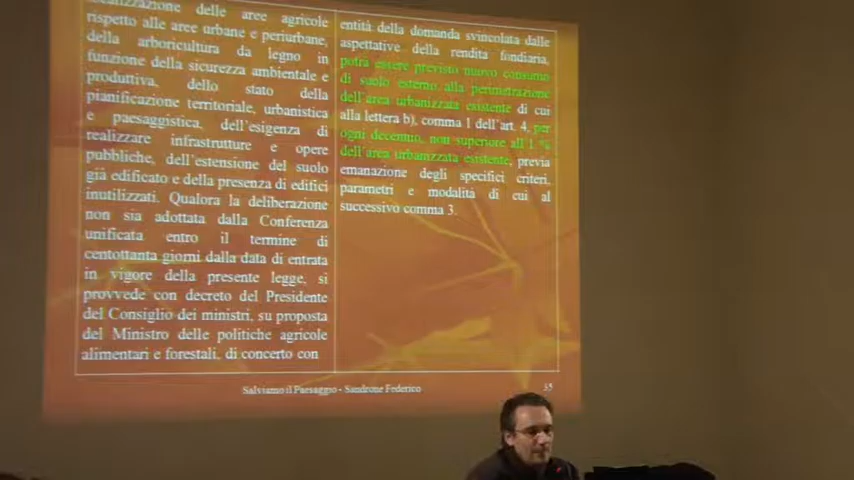 localizzazione delle aree agricole
rispetto alle aree urbane e periurbane,
della arboricoltura da legno in
funzione della sicurezza ambientale e
produttiva, dello stato della
pianificazione territoriale, urbanistica
e paesaggistica, dell'esigenza di
realizzare infrastrutture e opere
pubbliche, dell'estensione del suolo
già edificato e della presenza di edifici
inutilizzati. Qualora la deliberazione
non sia adottata dalla Conferenza
unificata entro il termine di
centottanta giorni dalla data di entrata
in vigore della presente legge, si
provvede con decreto del Presidente
del Consiglio dei ministri, su proposta
del Ministro delle politiche agricole
alimentari e forestali, di concerto con
entità della domanda svincolata dalle
aspettative della rendita fondiaria,
potrà essere previsto nuovo consumo
di suolo esterno alla perimetrazione
dell'area urbanizzata esistente di cui
alla lettera b), comma 1 dell'art. 4, per
ogni decennio, non superiore all'1 %
dell'area urbanizzata esistente, previa
emanazione degli specifici criteri,
parametri e modalità di cui al
successivo comma 3.
Salviamo il Paesaggio - Sandrone Federico
35